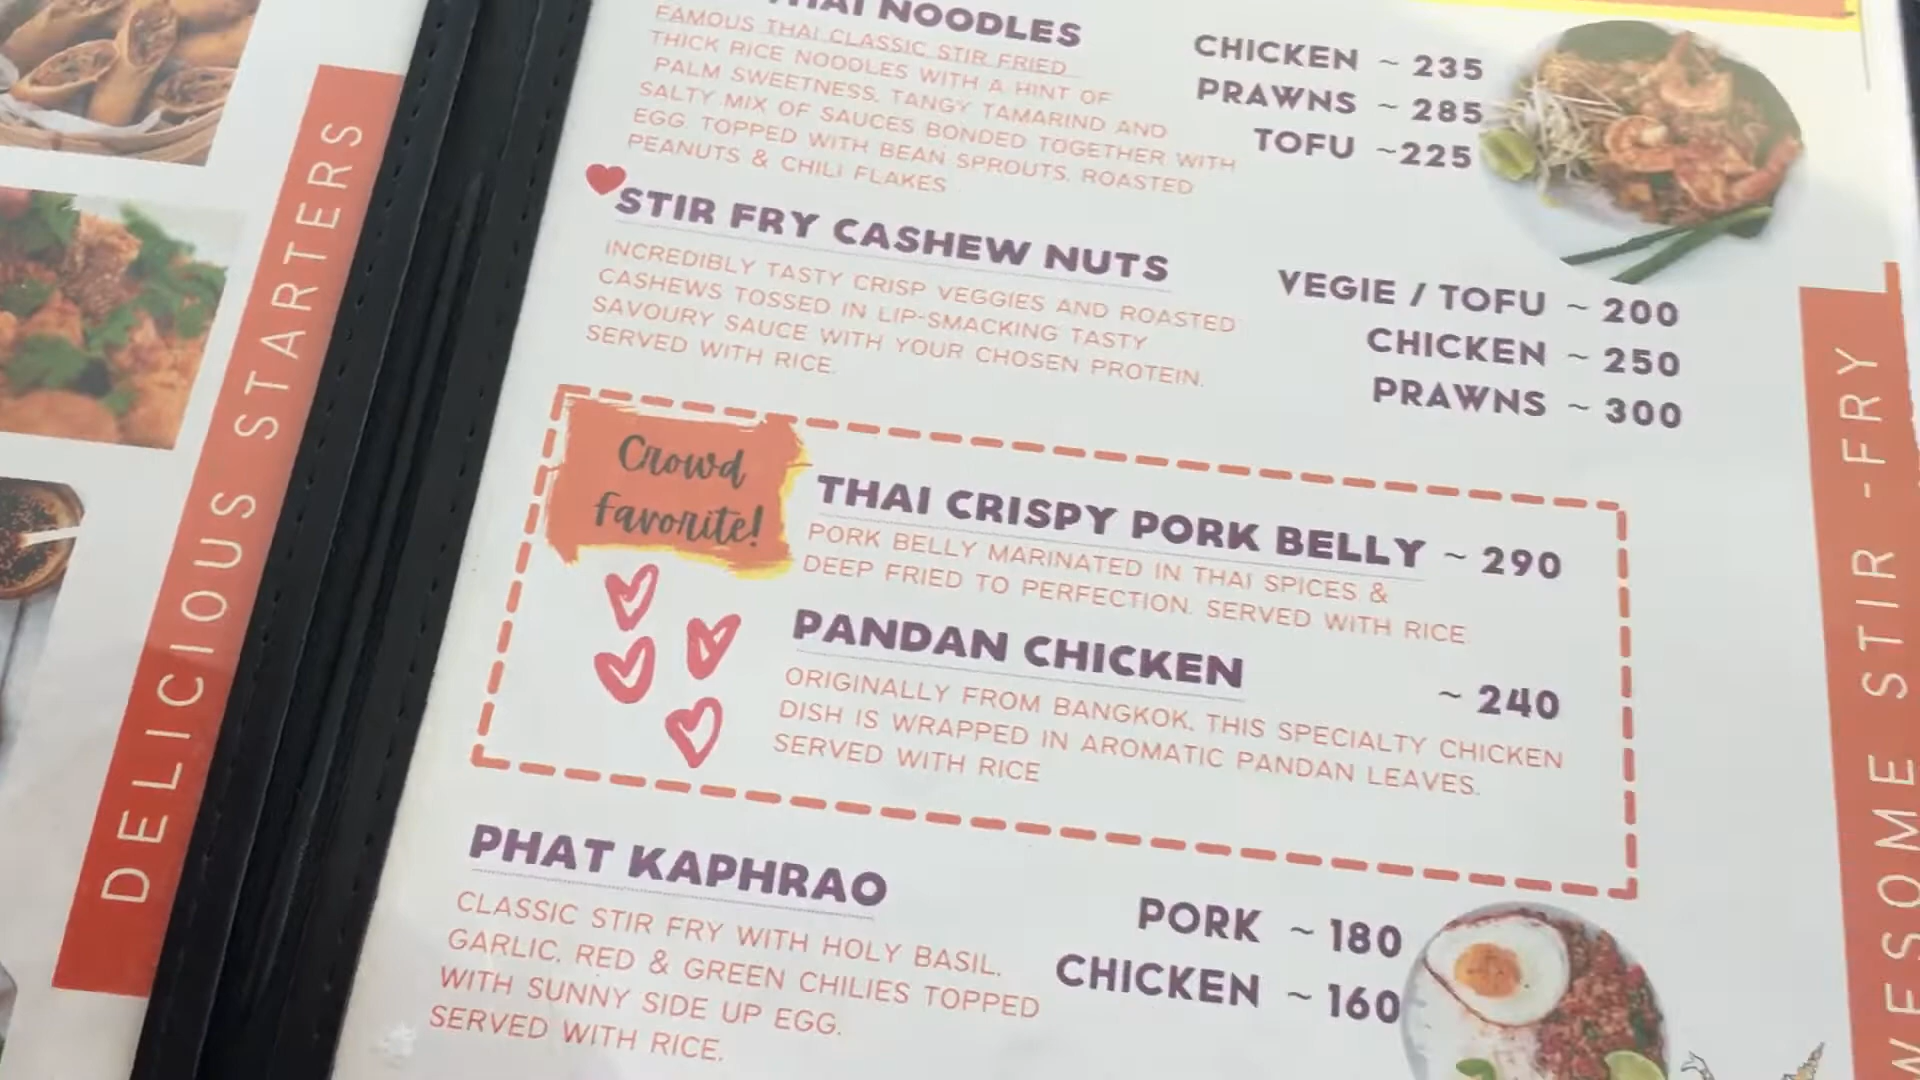 DELICIOUS STARTERS
THAI NOODLES
FAMOUS THAI CLASSIC STIR FRIED
THICK RICE NOODLES WITH A HINT OF
PALM SWEETNESS, TANGY TAMARIND AND
SALTY MIX OF SAUCES BONDED TOGETHER WITH
EGG. TOPPED WITH BEAN SPROUTS, ROASTED
PEANUTS & CHILI FLAKES
CHICKEN ~ 235
PRAWNS ~ 285
TOFU ~225
STIR FRY CASHEW NUTS
INCREDIBLY TASTY CRISP VEGGIES AND ROASTED
CASHEWS TOSSED IN LIP-SMACKING TASTY
SAVOURY SAUCE WITH YOUR CHOSEN PROTEIN.
SERVED WITH RICE.
VEGIE / TOFU ~ 200
CHICKEN ~ 250
PRAWNS ~ 300
Crowd
favorite!
THAI CRISPY PORK BELLY ~ 290
PORK BELLY MARINATED IN THAI SPICES &
DEEP FRIED TO PERFECTION. SERVED WITH RICE
PANDAN CHICKEN ~ 240
ORIGINALLY FROM BANGKOK, THIS SPECIALTY CHICKEN
DISH IS WRAPPED IN AROMATIC PANDAN LEAVES.
SERVED WITH RICE
PHAT KAPHRAO
CLASSIC STIR FRY WITH HOLY BASIL,
GARLIC, RED & GREEN CHILIES TOPPED
WITH SUNNY SIDE UP EGG.
SERVED WITH RICE.
PORK ~ 180
CHICKEN ~ 160
WESOME STIR -FRY